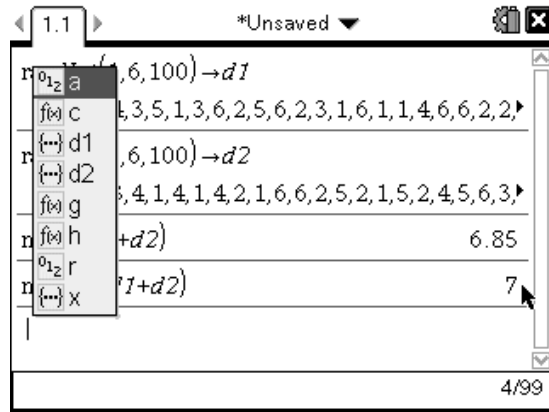 1.1 *Unsaved
,6,100)→d1
,3,5,1,3,6,2,5,6,2,3,1,6,1,1,4,6,6,2,2,
,6,100)→d2
,4,1,4,1,4,2,1,6,6,2,5,2,1,5,2,4,5,6,3,
+d2) 6.85
1+d2) 7
012 a
f(x) c
{...} d1
{...} d2
f(x) g
f(x) h
012 r
{...} x
4/99